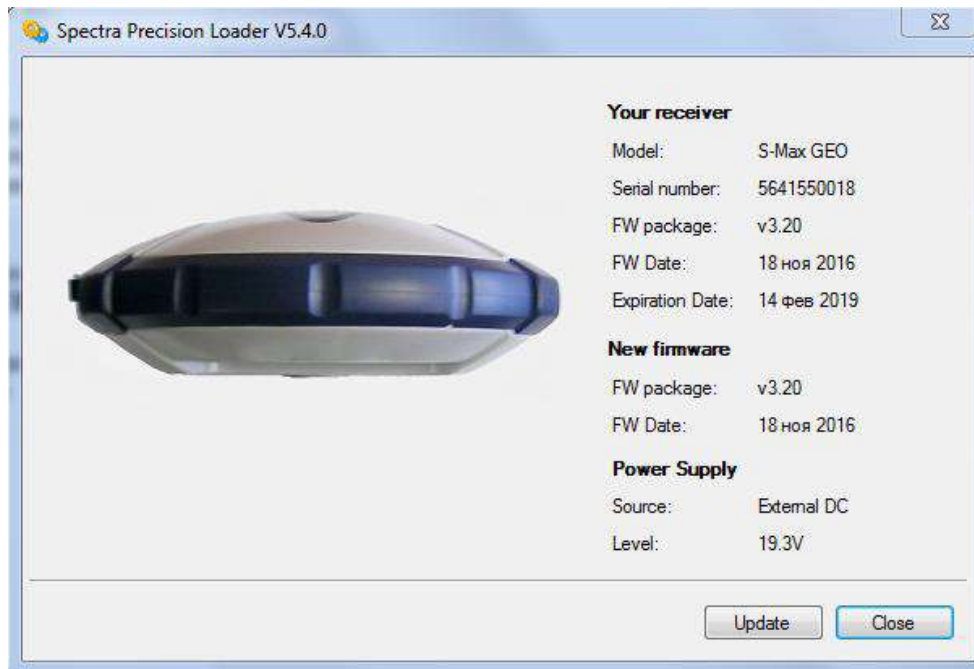 Spectra Precision Loader V5.4.0
Your receiver
Model: S-Max GEO
Serial number: 5641550018
FW package: v3.20
FW Date: 18 ноя 2016
Expiration Date: 14 фев 2019
New firmware
FW package: v3.20
FW Date: 18 ноя 2016
Power Supply
Source: External DC
Level: 19.3V
Update Close